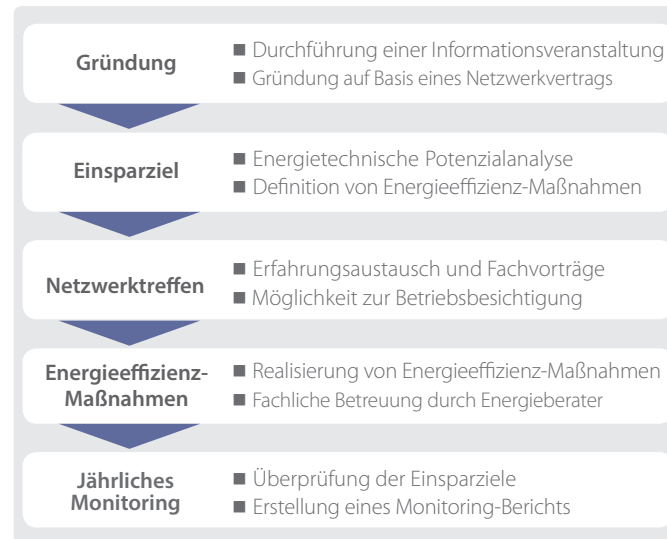 Gründung
■ Durchführung einer Informationsveranstaltung
■ Gründung auf Basis eines Netzwerkvertrags
Einsparziel
■ Energietechnische Potenzialanalyse
■ Definition von Energieeffizienz-Maßnahmen
Netzwerktreffen
■ Erfahrungsaustausch und Fachvorträge
■ Möglichkeit zur Betriebsbesichtigung
Energieeffizienz-
Maßnahmen
■ Realisierung von Energieeffizienz-Maßnahmen
■ Fachliche Betreuung durch Energieberater
Jährliches
Monitoring
■ Überprüfung der Einsparziele
■ Erstellung eines Monitoring-Berichts